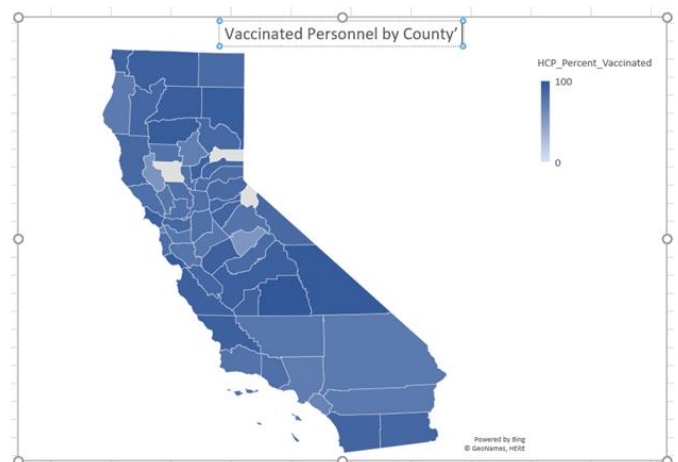 Vaccinated Personnel by County’
HCP_Percent_Vaccinated
100
0
Powered by Bing
© GeoNames, HERE